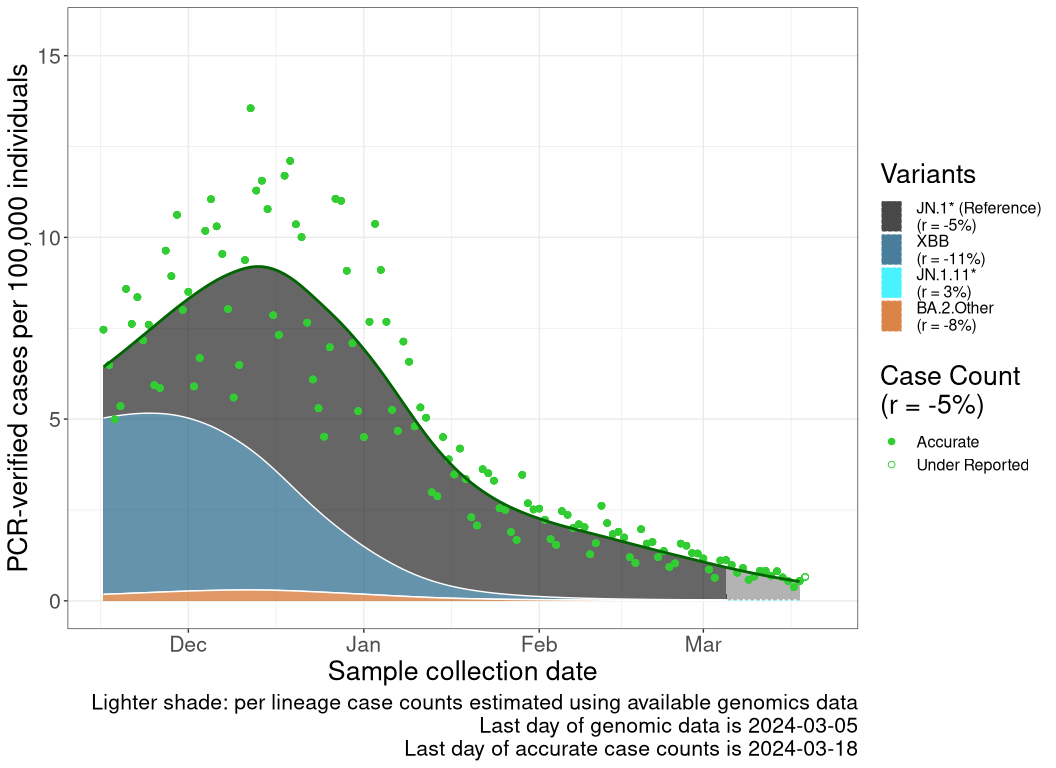 PCR-verified cases per 100,000 individuals
15
10
5
0
Dec
Jan
Feb
Mar
Sample collection date
Lighter shade: per lineage case counts estimated using available genomics data
Last day of genomic data is 2024-03-05
Last day of accurate case counts is 2024-03-18
Variants
JN.1* (Reference)
(r = -5%)
XBB
(r = -11%)
JN.1.11*
(r = 3%)
BA.2.Other
(r = -8%)
Case Count
(r = -5%)
Accurate
Under Reported